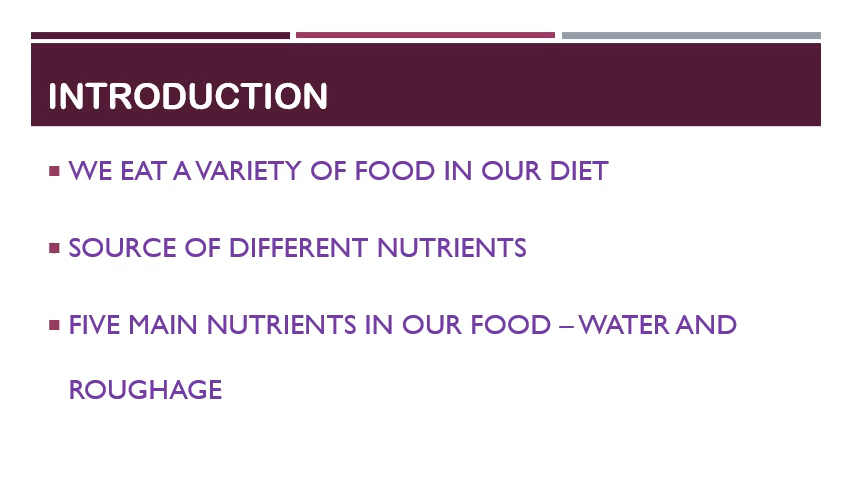 INTRODUCTION
WE EAT A VARIETY OF FOOD IN OUR DIET
SOURCE OF DIFFERENT NUTRIENTS
FIVE MAIN NUTRIENTS IN OUR FOOD – WATER AND
ROUGHAGE